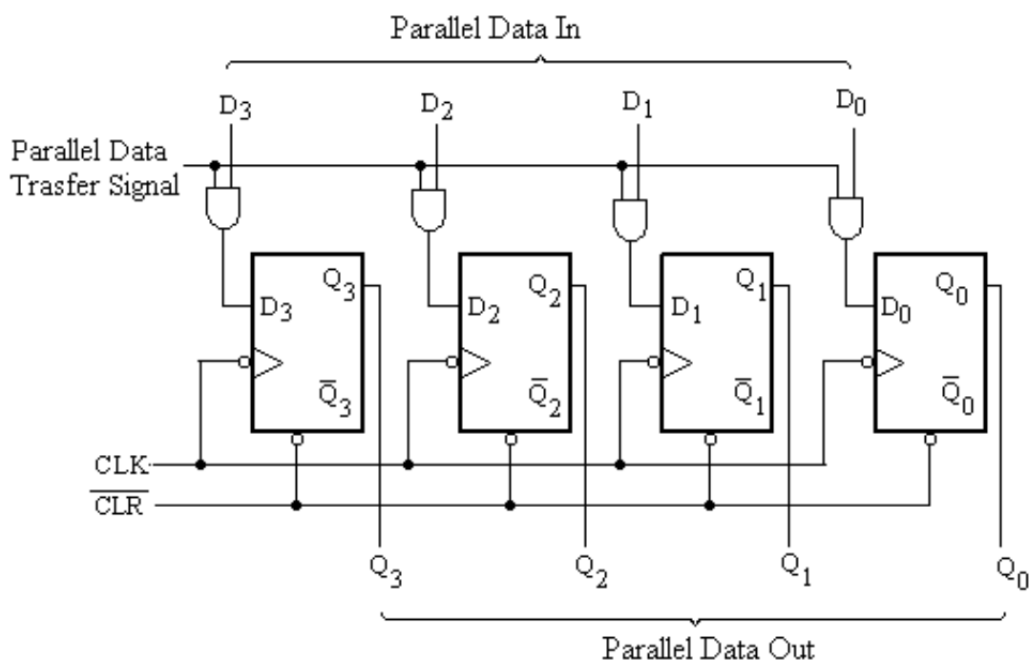 Parallel Data In
D3 D2 D1 D0
Parallel Data
Trasfer Signal
Q3 Q2 Q1 Q0
D3 D2 D1 D0
Q̅3 Q̅2 Q̅1 Q̅0
CLK
C̅L̅R̅
Q3 Q2 Q1 Q0
Parallel Data Out